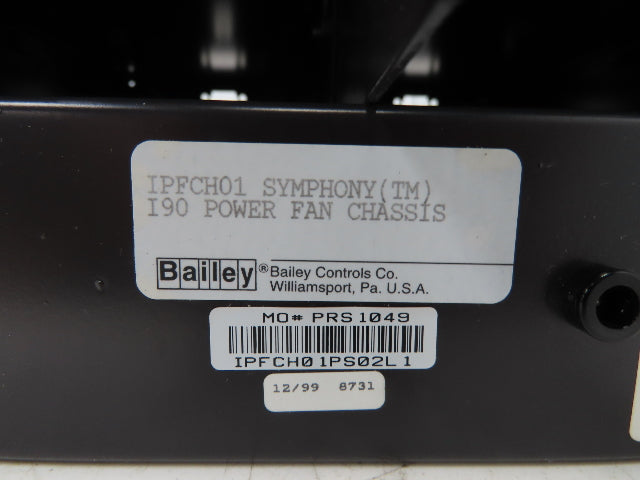 IPFCH01 SYMPHONY(TM)
I90 POWER FAN CHASSIS
Bailey® Bailey Controls Co.
Williamsport, Pa. U.S.A.
MO# PRS1049
IPFCH01PS02L1
12/99 8731